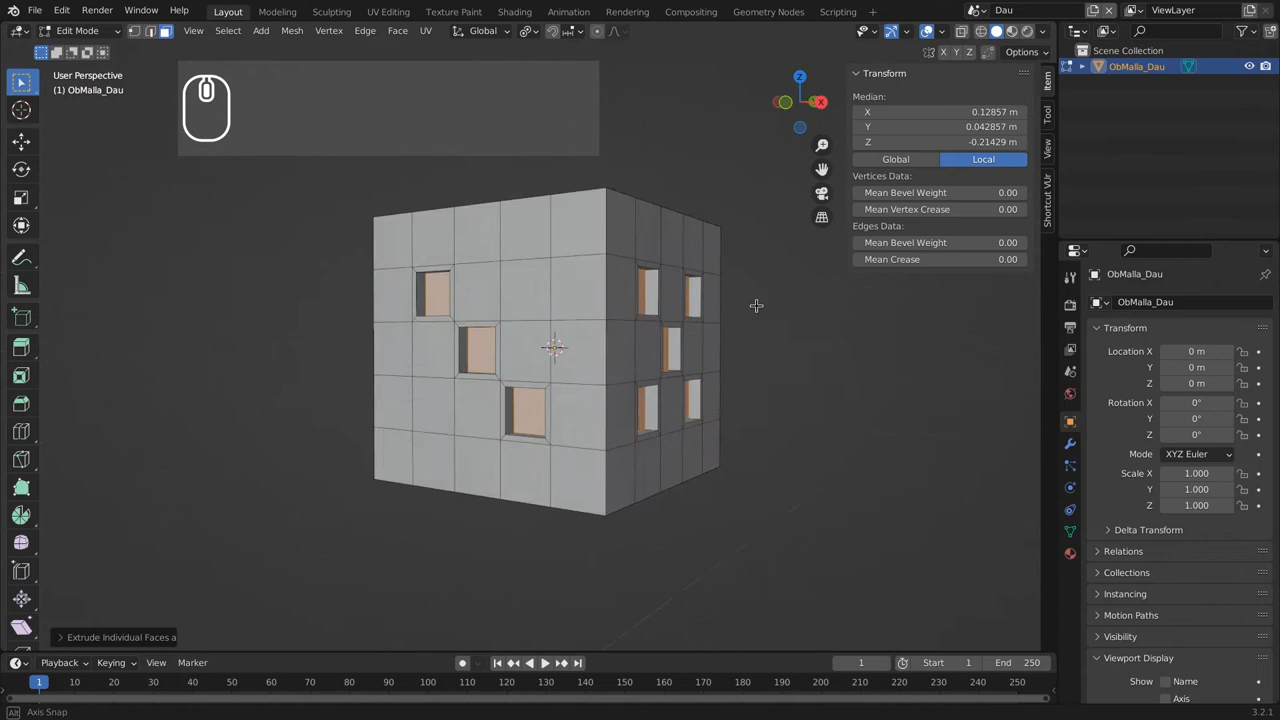 File Edit Render Window Help
Layout Modeling Sculpting UV Editing Texture Paint Shading Animation Rendering Compositing Geometry Nodes Scripting
Dau
ViewLayer
Edit Mode View Select Add Mesh Vertex Edge Face UV
Global
X Y Z
Options
User Perspective
(1) ObMalla_Dau
Z
X
Transform
Median:
X 0.12857 m
Y 0.042857 m
Z -0.21429 m
Global Local
Vertices Data:
Mean Bevel Weight 0.00
Mean Vertex Crease 0.00
Edges Data:
Mean Bevel Weight 0.00
Mean Crease 0.00
Item
Tool
View
Shortcut VUr
Scene Collection
ObMalla_Dau
ObMalla_Dau
ObMalla_Dau
Transform
Location X 0 m
Y 0 m
Z 0 m
Rotation X 0°
Y 0°
Z 0°
Mode XYZ Euler
Scale X 1.000
Y 1.000
Z 1.000
Delta Transform
Relations
Collections
Instancing
Motion Paths
Visibility
Viewport Display
Show Name
Axis
Extrude Individual Faces a
Playback Keying View Marker
1
Start 1
End 250
1 10 20 30 40 50 60 70 80 90 100 110 120 130 140 150 160 170 180 190 200 210 220 230 240 250
Alt Axis Snap
3.2.1